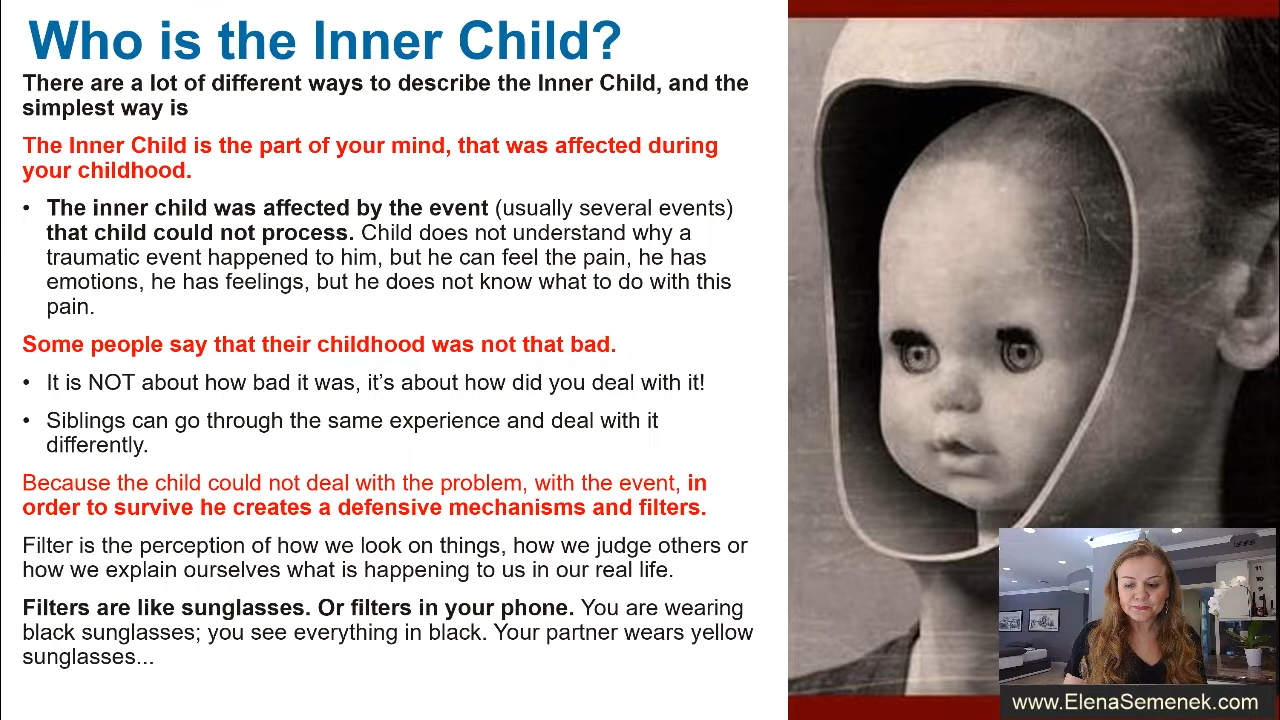 Who is the Inner Child?
There are a lot of different ways to describe the Inner Child, and the
simplest way is
The Inner Child is the part of your mind, that was affected during
your childhood.
• The inner child was affected by the event (usually several events)
that child could not process. Child does not understand why a
traumatic event happened to him, but he can feel the pain, he has
emotions, he has feelings, but he does not know what to do with this
pain.
Some people say that their childhood was not that bad.
• It is NOT about how bad it was, it’s about how did you deal with it!
• Siblings can go through the same experience and deal with it
differently.
Because the child could not deal with the problem, with the event, in
order to survive he creates a defensive mechanisms and filters.
Filter is the perception of how we look on things, how we judge others or
how we explain ourselves what is happening to us in our real life.
Filters are like sunglasses. Or filters in your phone. You are wearing
black sunglasses; you see everything in black. Your partner wears yellow
sunglasses...
www.ElenaSemenek.com